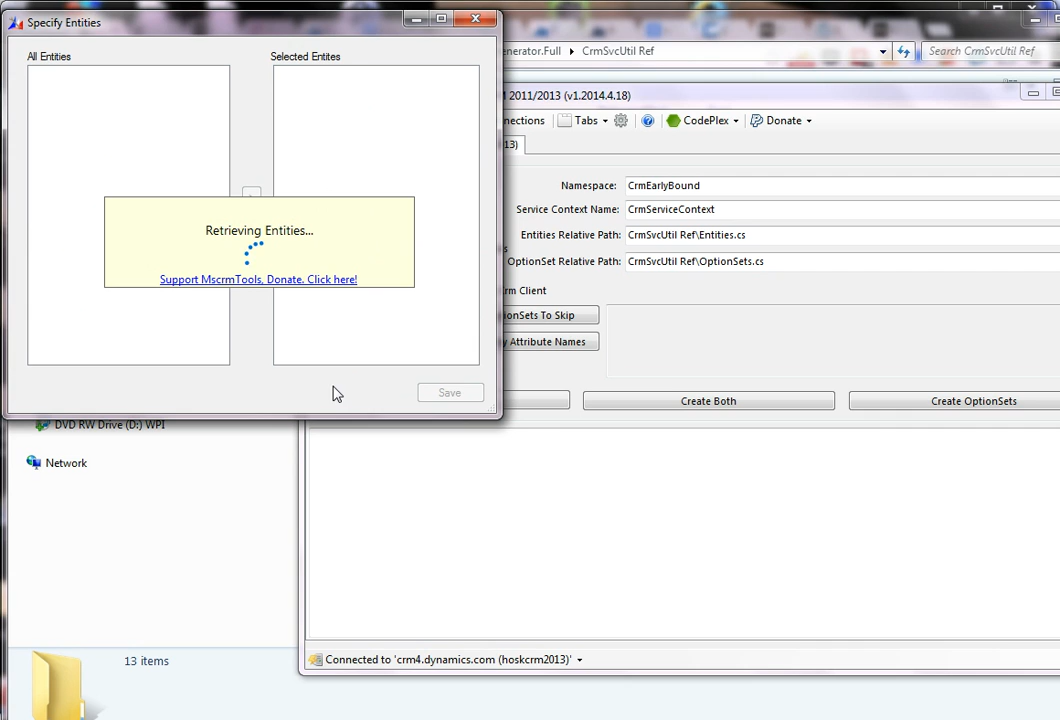 Specify Entities
All Entities
Selected Entites
Retrieving Entities...
Support MscrmTools, Donate. Click here!
Save
enerator.Full ▸ CrmSvcUtil Ref
Search CrmSvcUtil Ref
2011/2013 (v1.2014.4.18)
nections
Tabs
CodePlex
Donate
13)
Namespace:
CrmEarlyBound
Service Context Name:
CrmServiceContext
Entities Relative Path:
CrmSvcUtil Ref\Entities.cs
OptionSet Relative Path:
CrmSvcUtil Ref\OptionSets.cs
rm Client
ionSets To Skip
y Attribute Names
Create Both
Create OptionSets
DVD RW Drive (D:) WPI
Network
13 items
Connected to 'crm4.dynamics.com (hoskcrm2013)'